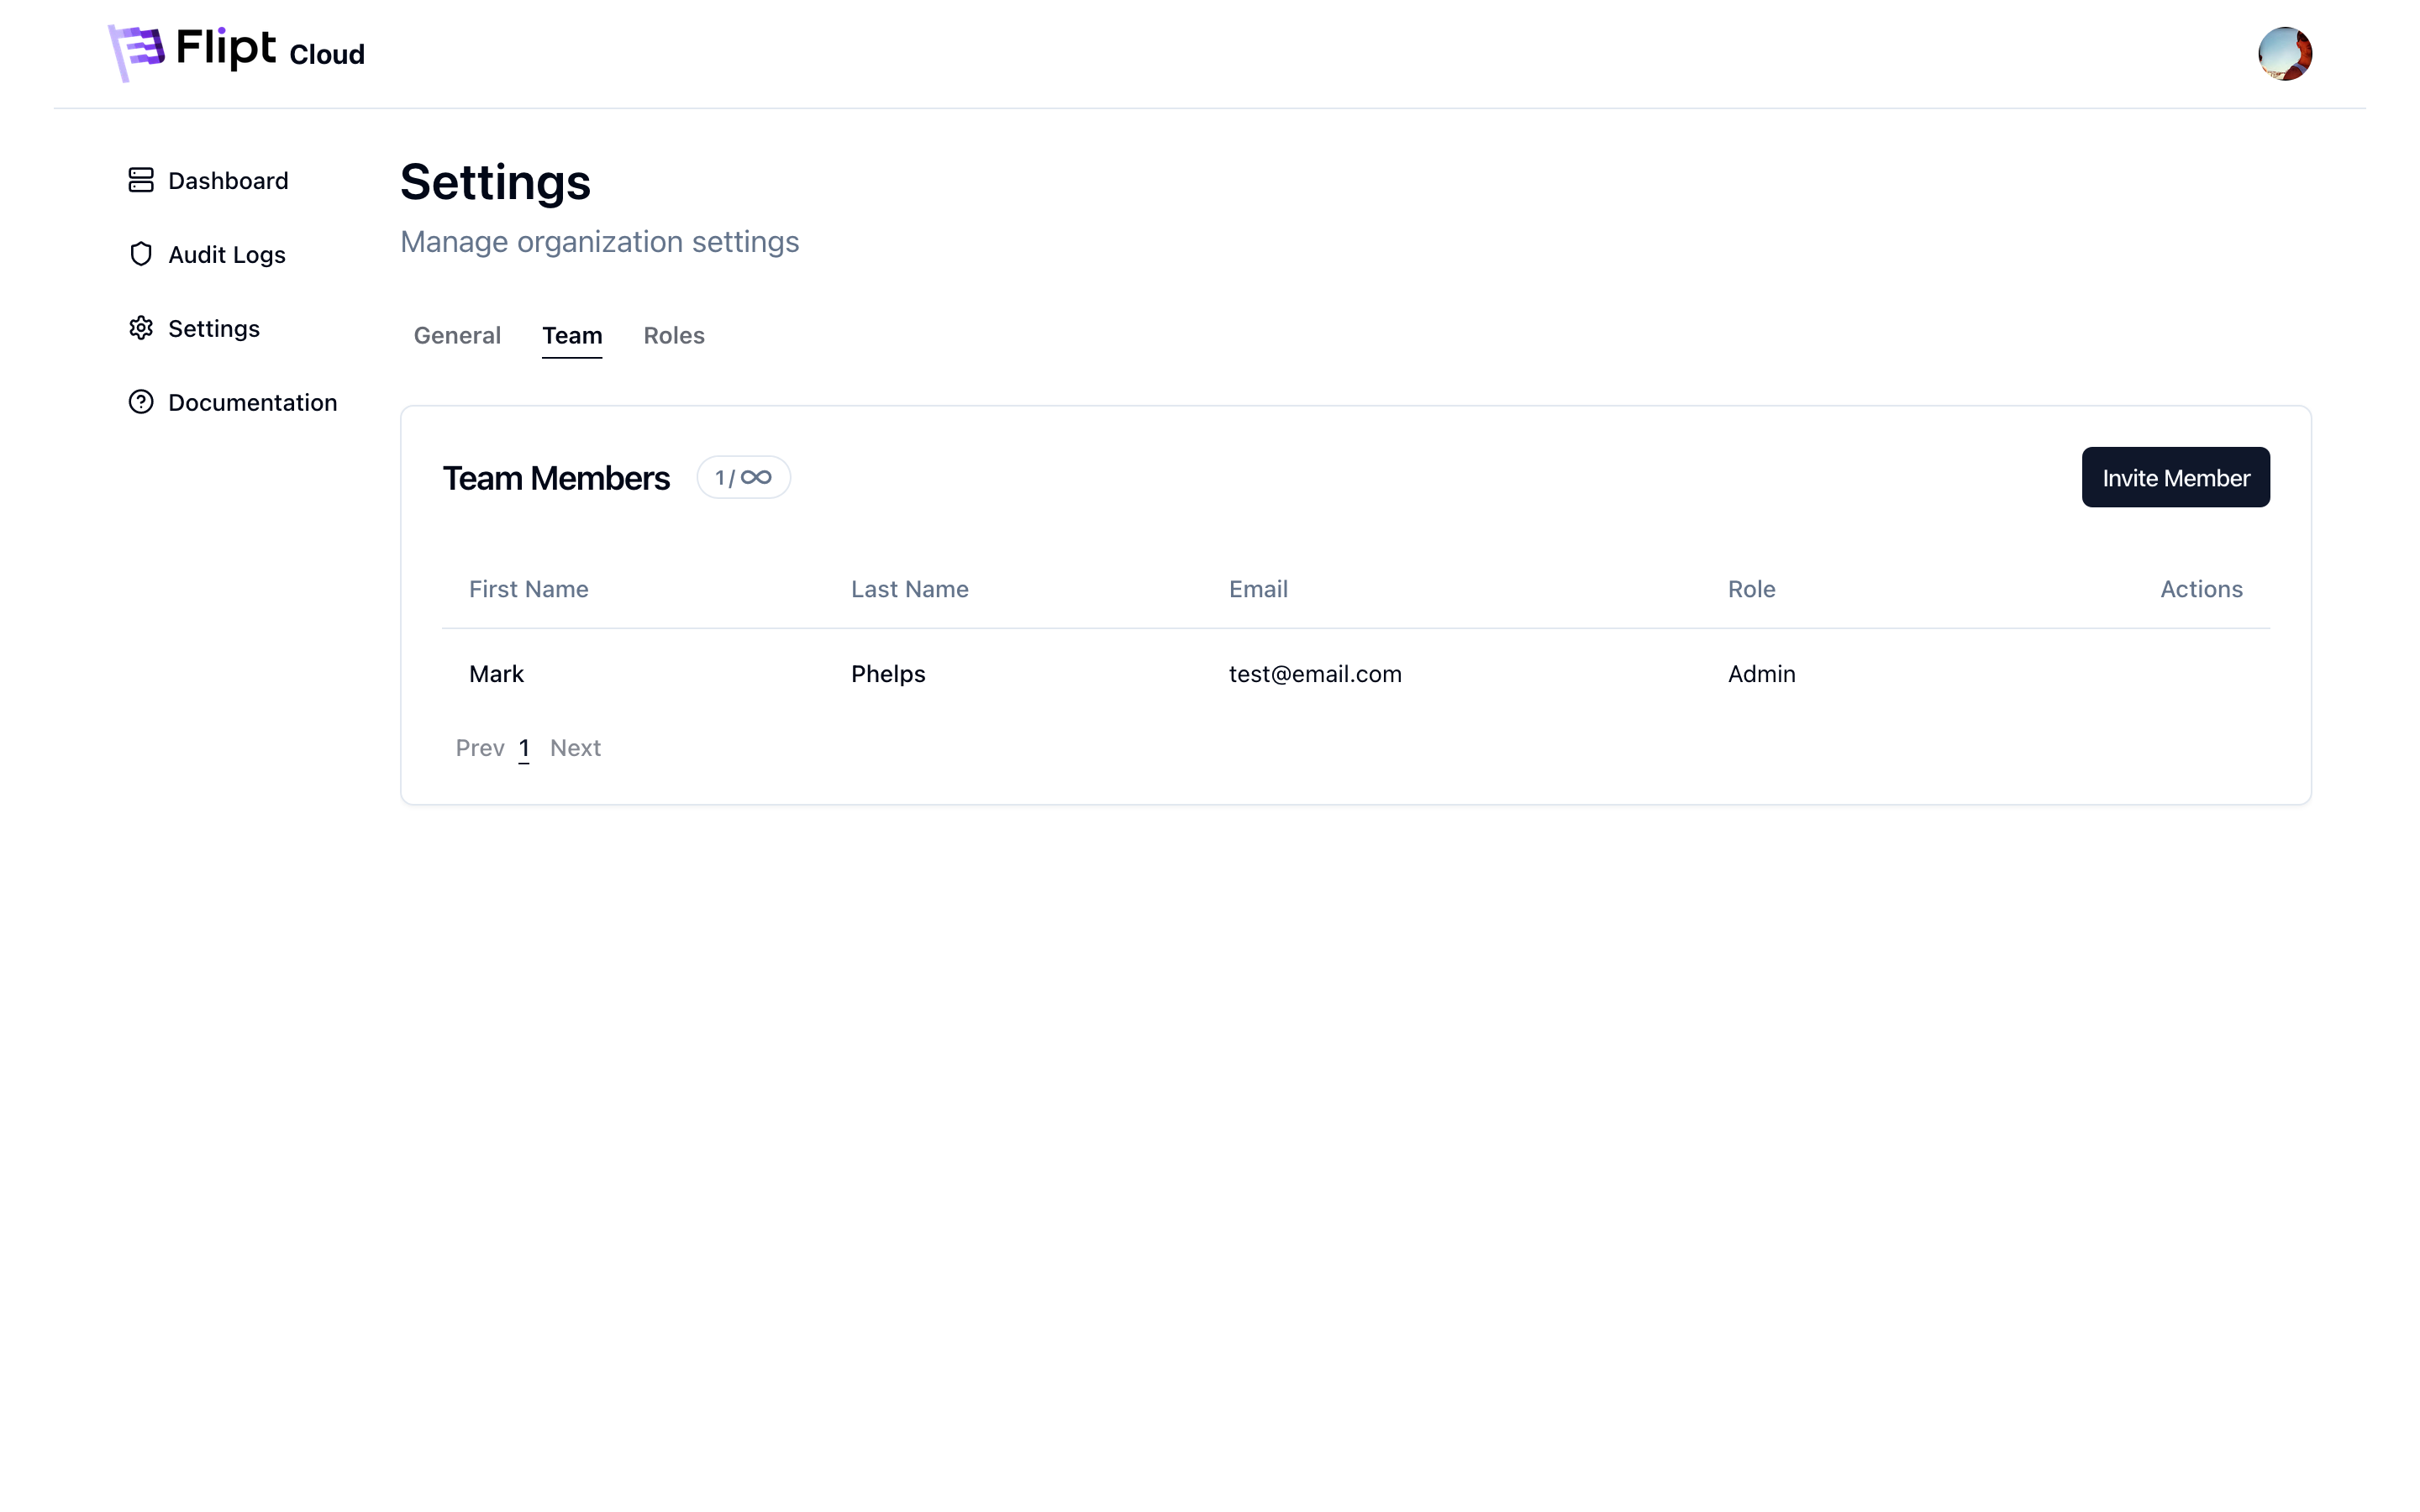 Flipt Cloud
Dashboard
Audit Logs
Settings
Documentation
Settings
Manage organization settings
General Team Roles
Team Members 1/∞ Invite Member
First Name Last Name Email Role Actions
Mark Phelps test@email.com Admin
Prev 1 Next